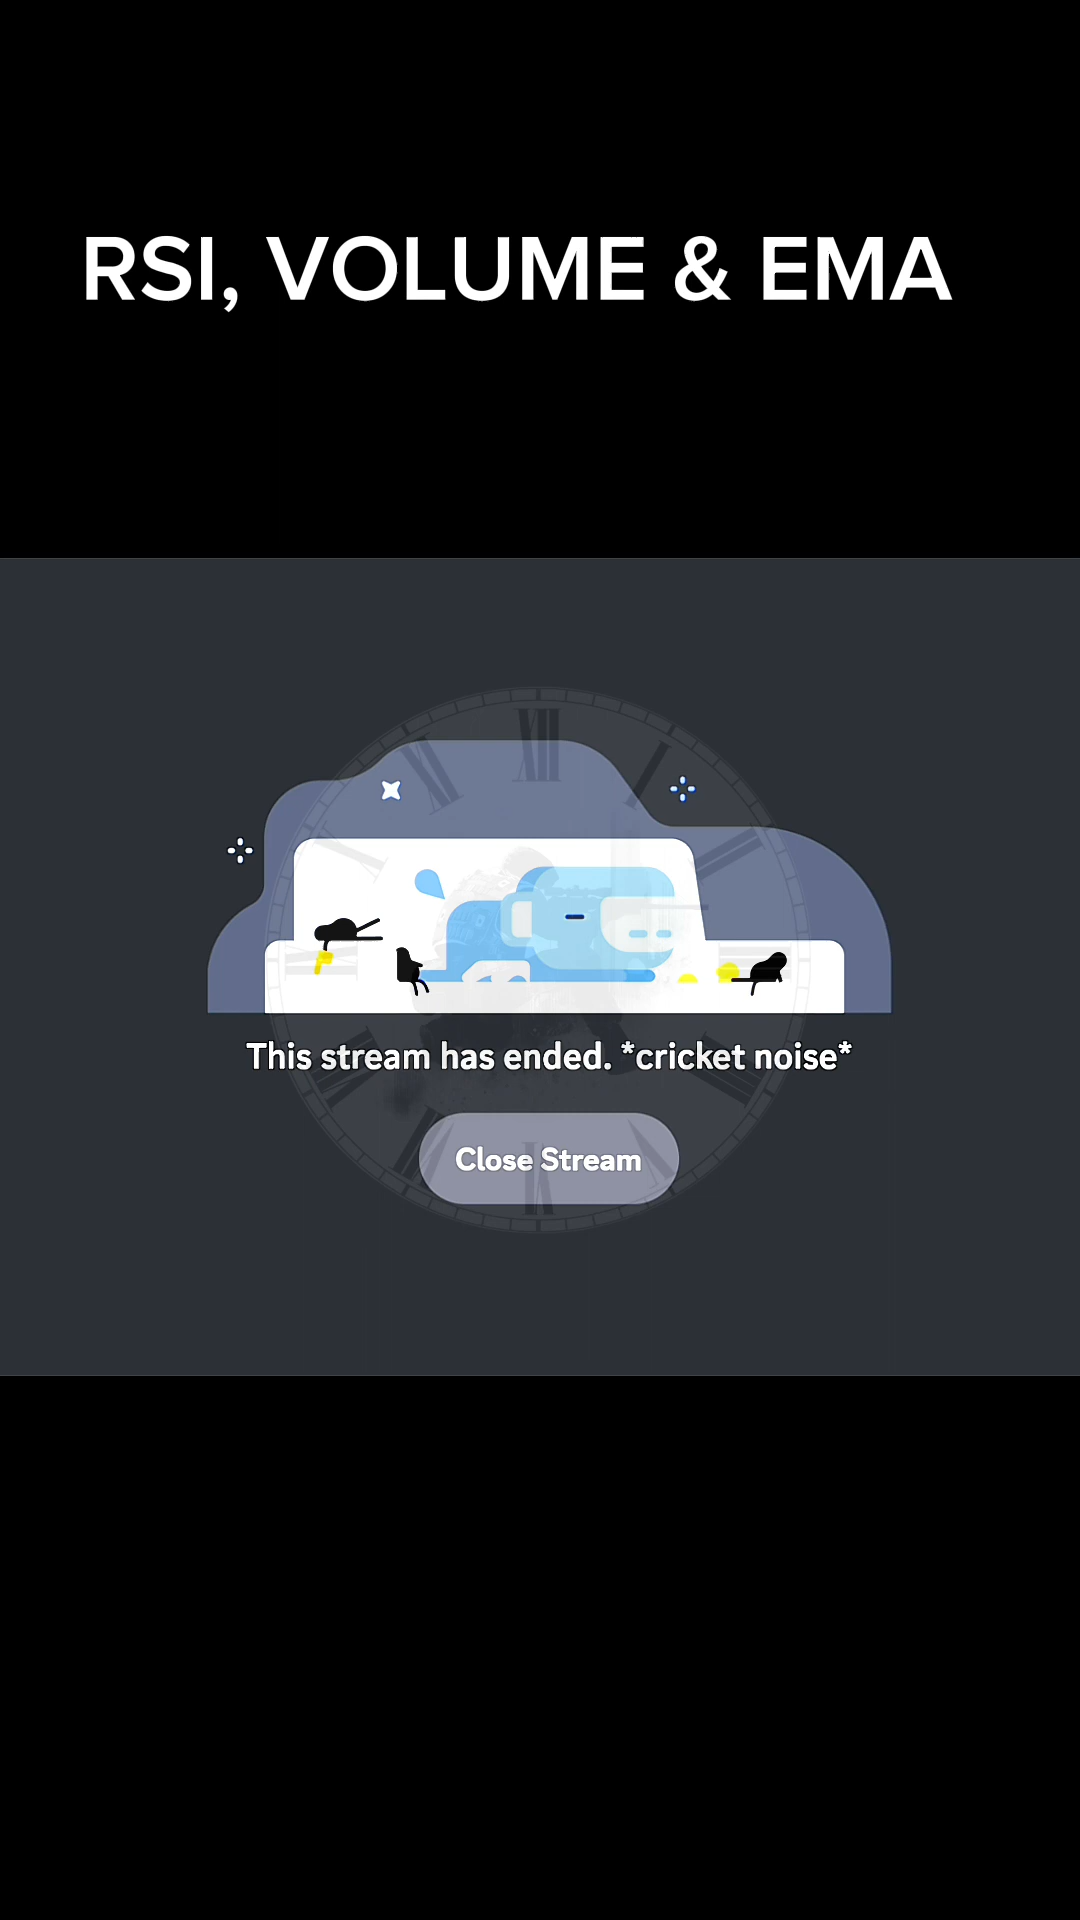 RSI, VOLUME & EMA
This stream has ended. *cricket noise*
Close Stream